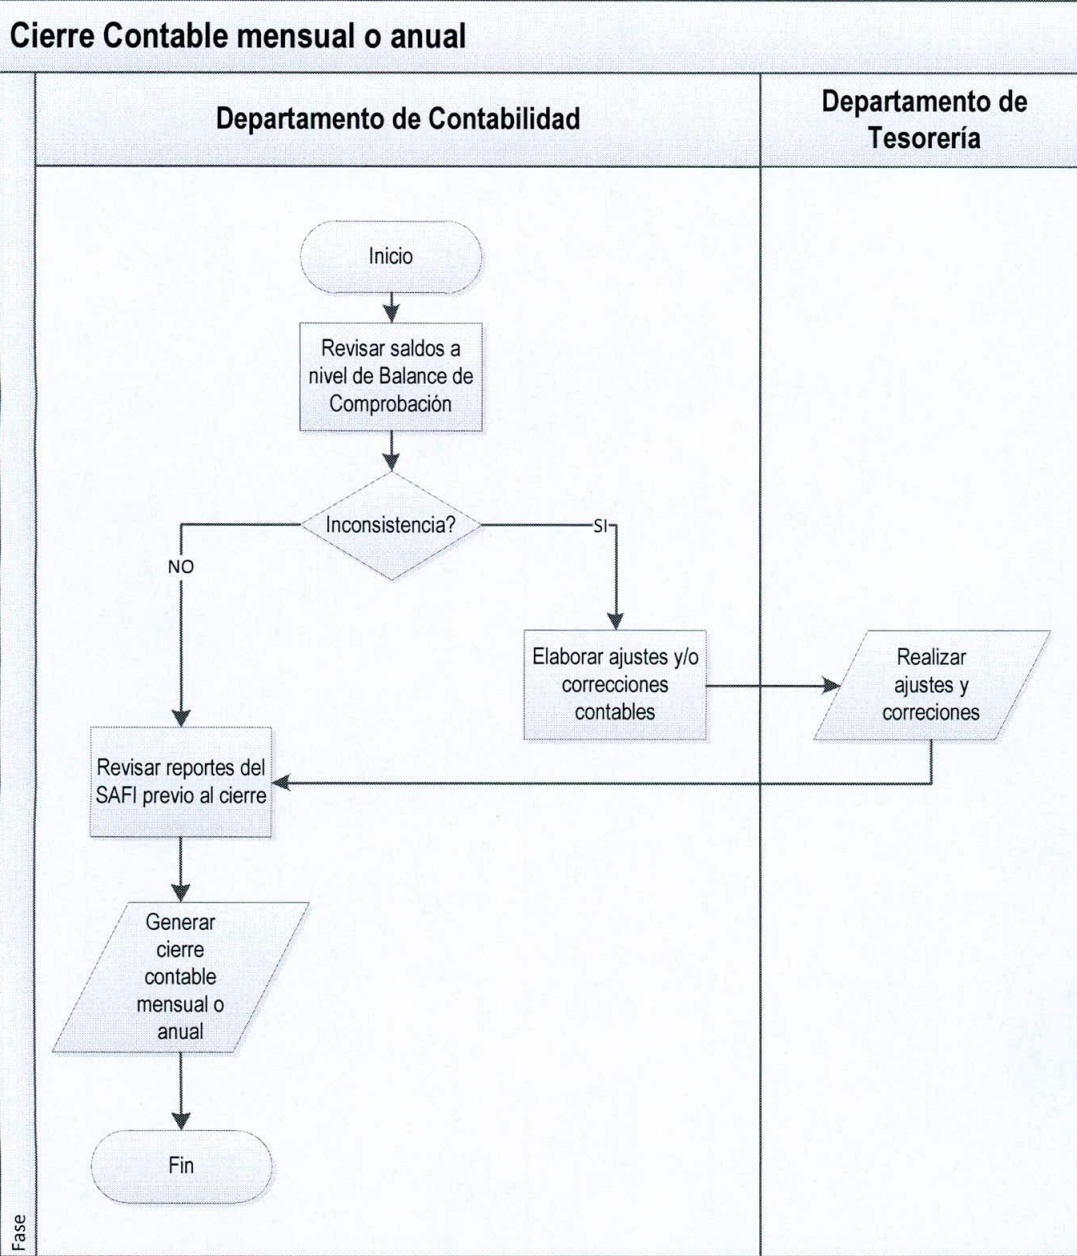 Cierre Contable mensual o anual
Departamento de Contabilidad
Departamento de
Tesorería
Inicio
Revisar saldos a
nivel de Balance de
Comprobación
Inconsistencia?
SI
NO
Elaborar ajustes y/o
correcciones
contables
Realizar
ajustes y
correciones
Revisar reportes del
SAFI previo al cierre
Generar
cierre
contable
mensual o
anual
Fin
Fase